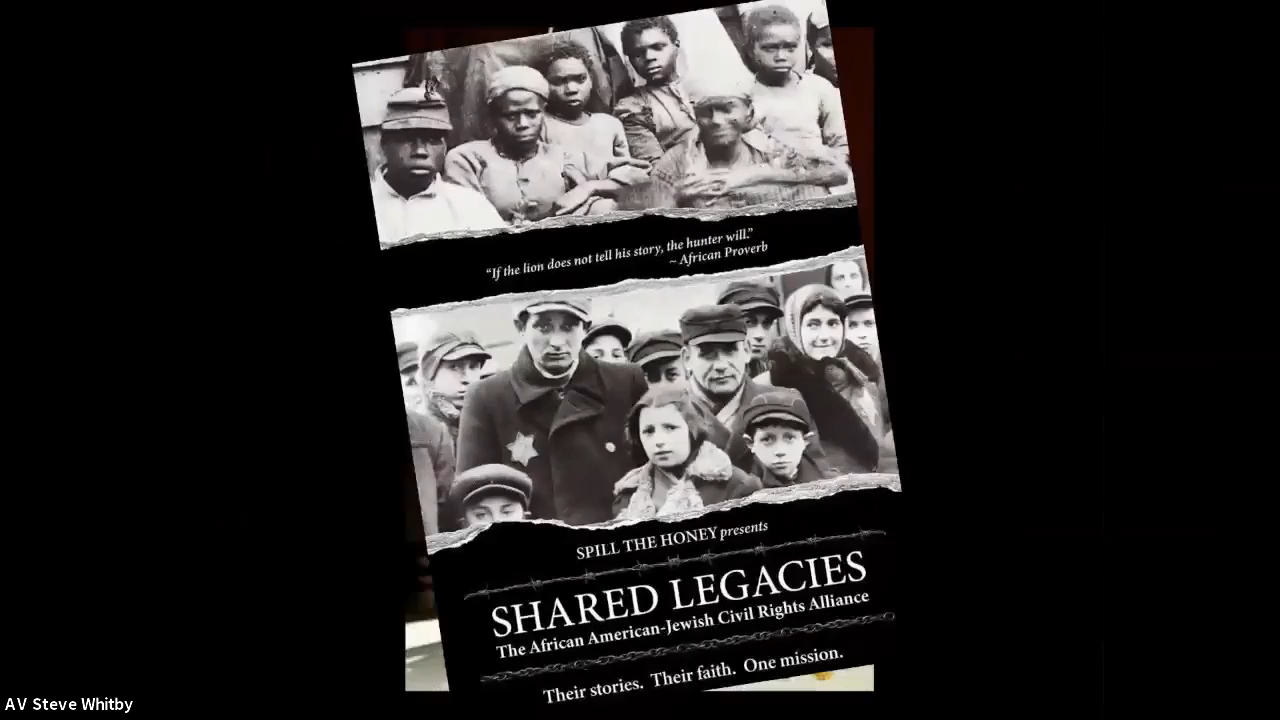 “If the lion does not tell his story, the hunter will.”
~ African Proverb
SPILL THE HONEY presents
SHARED LEGACIES
The African American-Jewish Civil Rights Alliance
Their stories. Their faith. One mission.
AV Steve Whitby